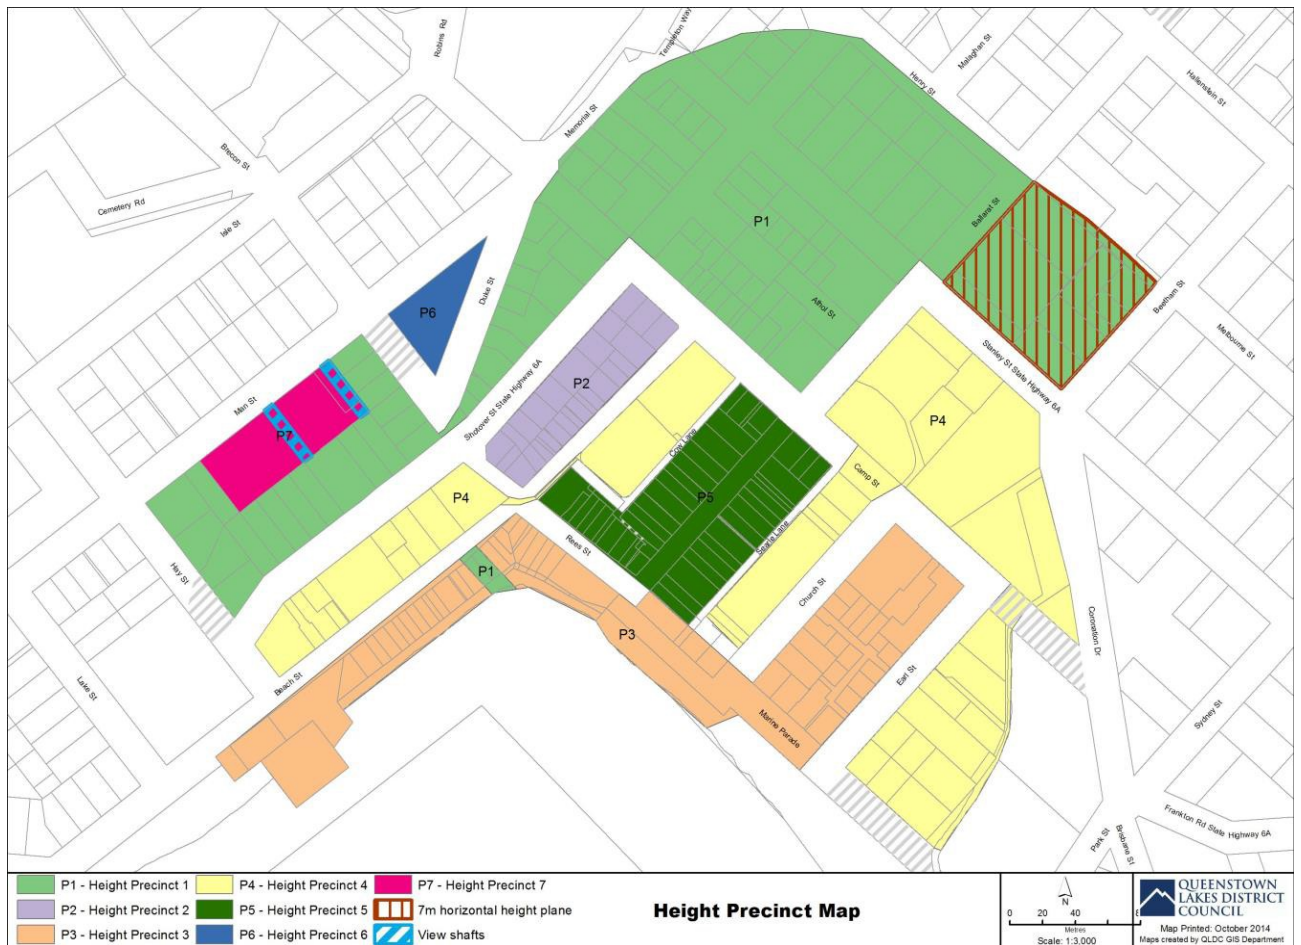 Robins Rd
Templeton Way
Malaghan St
Henry St
Hallenstein St
Memorial St
Brecon St
Cemetery Rd
Isle St
Ballarat St
P1
Beetham St
Duke St
Athol St
P6
Melbourne St
Stanley St State Highway 6A
Shotover St State Highway 6A
P2
Man St
P7
P4
Cow Lane
Camp St
P4
P5
Rees St
Searle Lane
Hay St
P1
Church St
P3
Coronation Dr
Earl St
Lake St
Beach St
Marine Parade
Sydney St
Frankton Rd State Highway 6A
Park St
Brisbane St
P1 - Height Precinct 1
P4 - Height Precinct 4
P7 - Height Precinct 7
P2 - Height Precinct 2
P5 - Height Precinct 5
7m horizontal height plane
P3 - Height Precinct 3
P6 - Height Precinct 6
View shafts
Height Precinct Map
N
0 20 40
Metres
Scale: 1:3,000
QUEENSTOWN
LAKES DISTRICT
COUNCIL
Map Printed: October 2014
Maps created by QLDC GIS Department